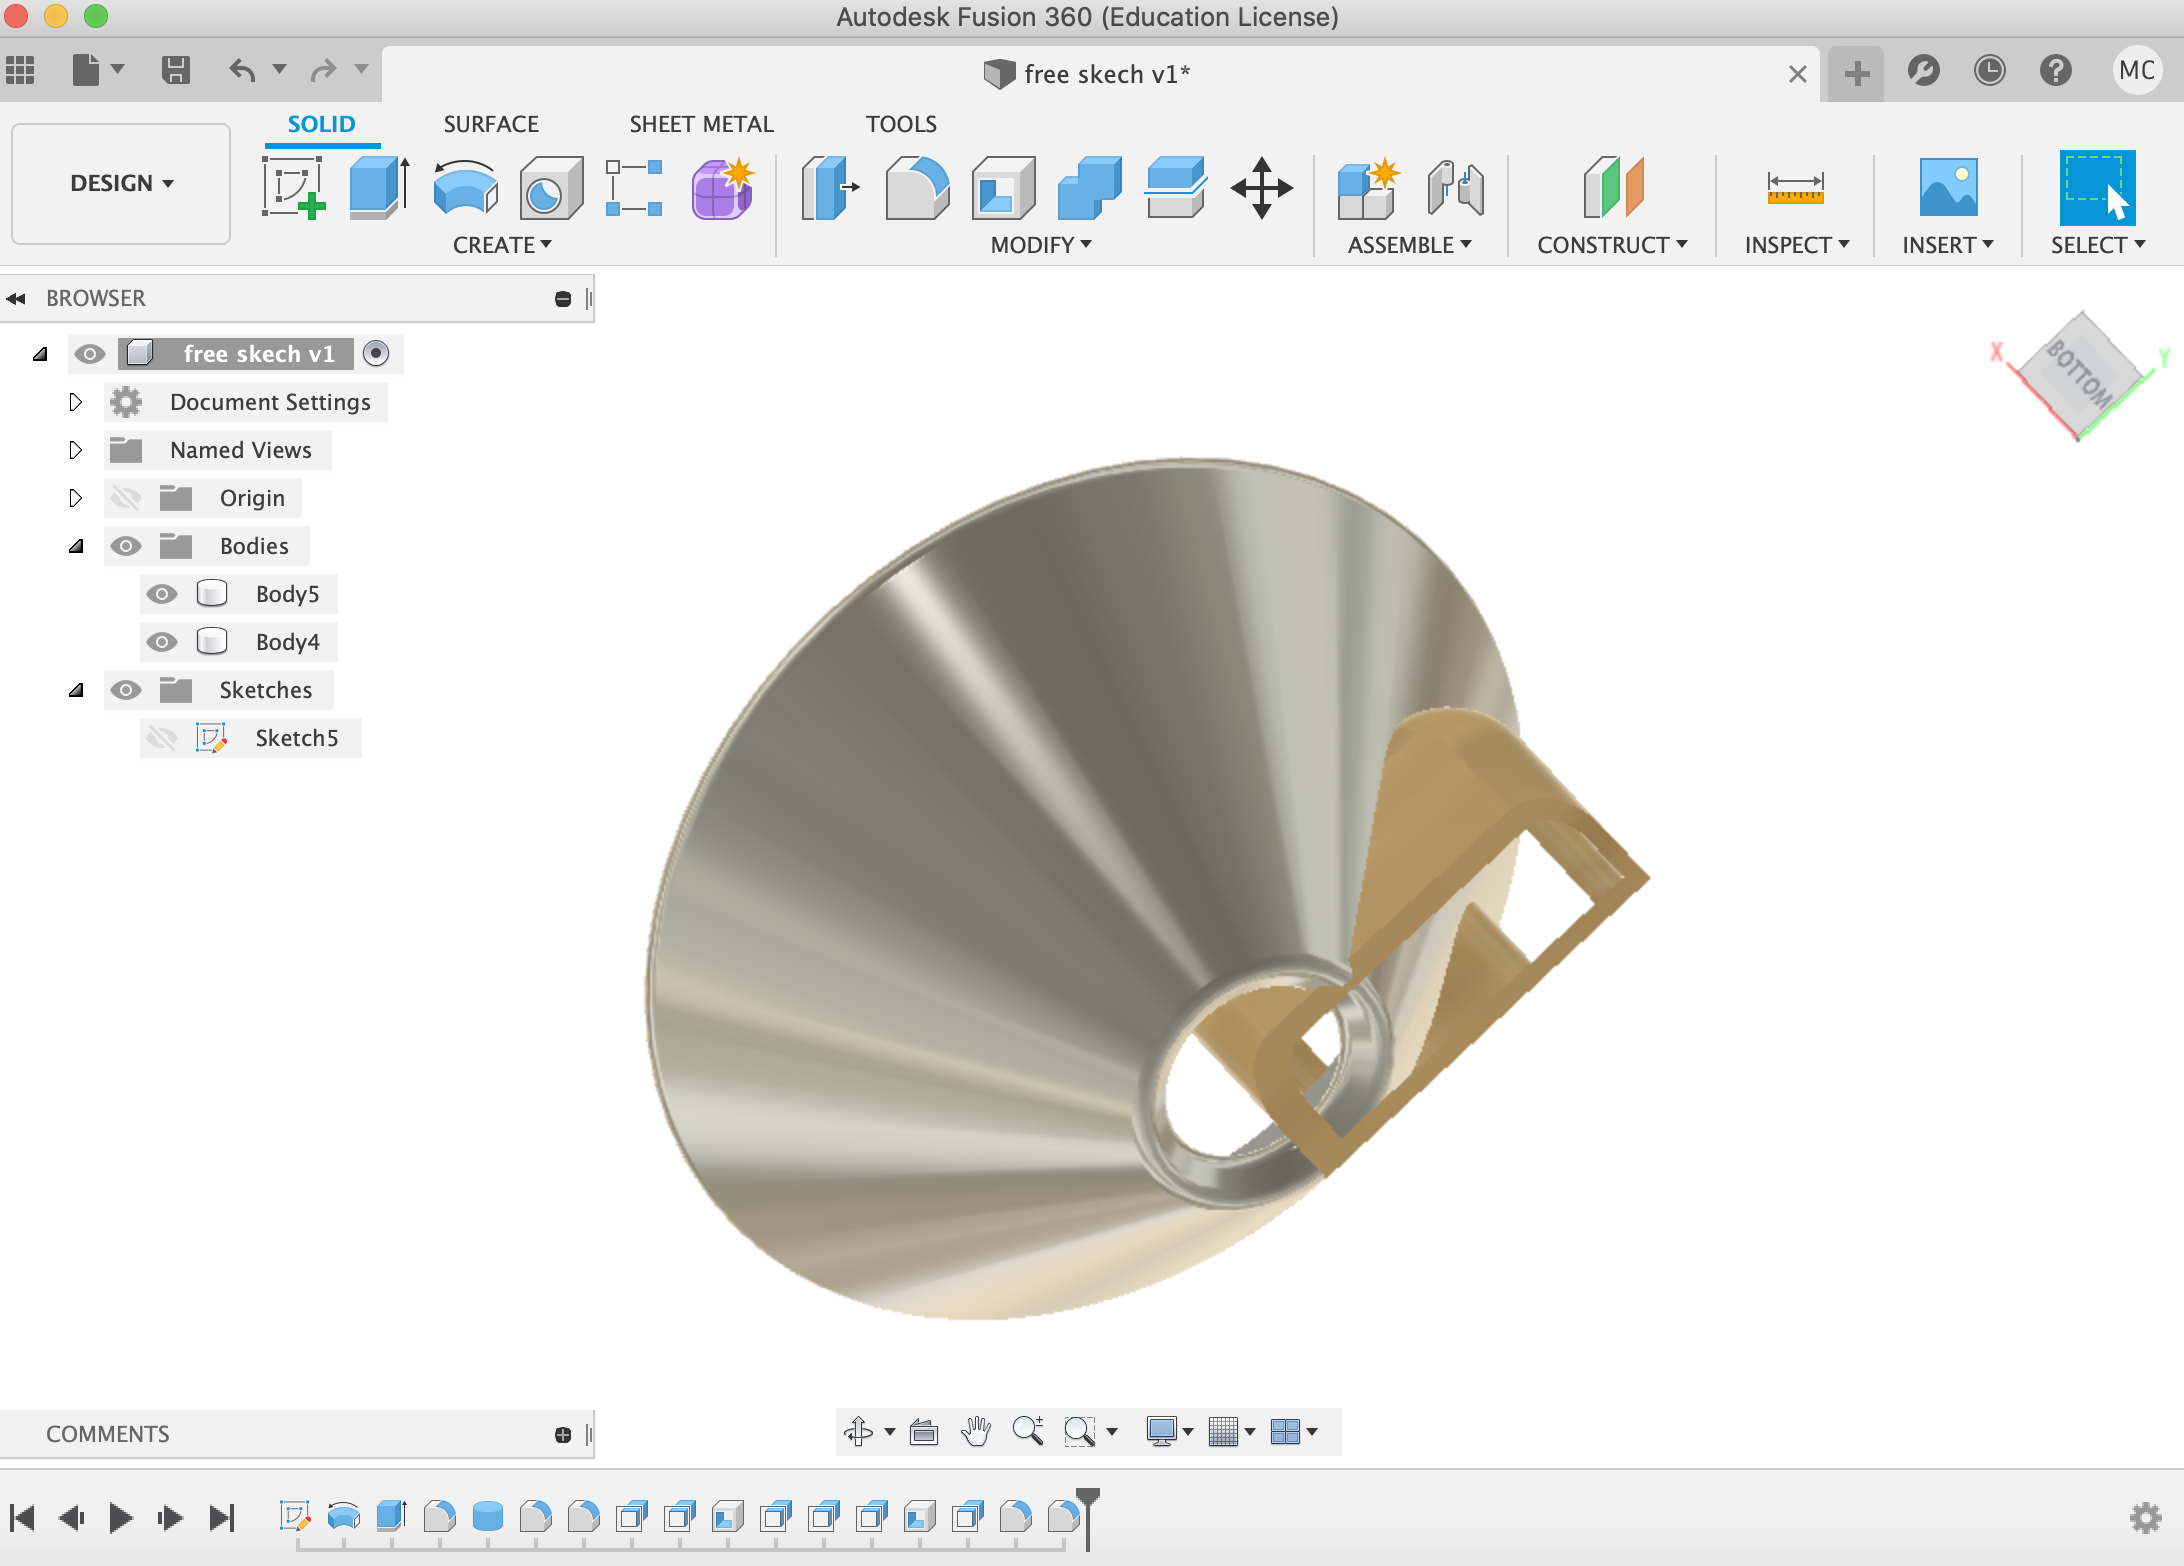 Autodesk Fusion 360 (Education License)
free skech v1*
MC
SOLID SURFACE SHEET METAL TOOLS
DESIGN
CREATE MODIFY ASSEMBLE CONSTRUCT INSPECT INSERT SELECT
BROWSER
free skech v1
Document Settings
Named Views
Origin
Bodies
Body5
Body4
Sketches
Sketch5
X
Y
BOTTOM
COMMENTS